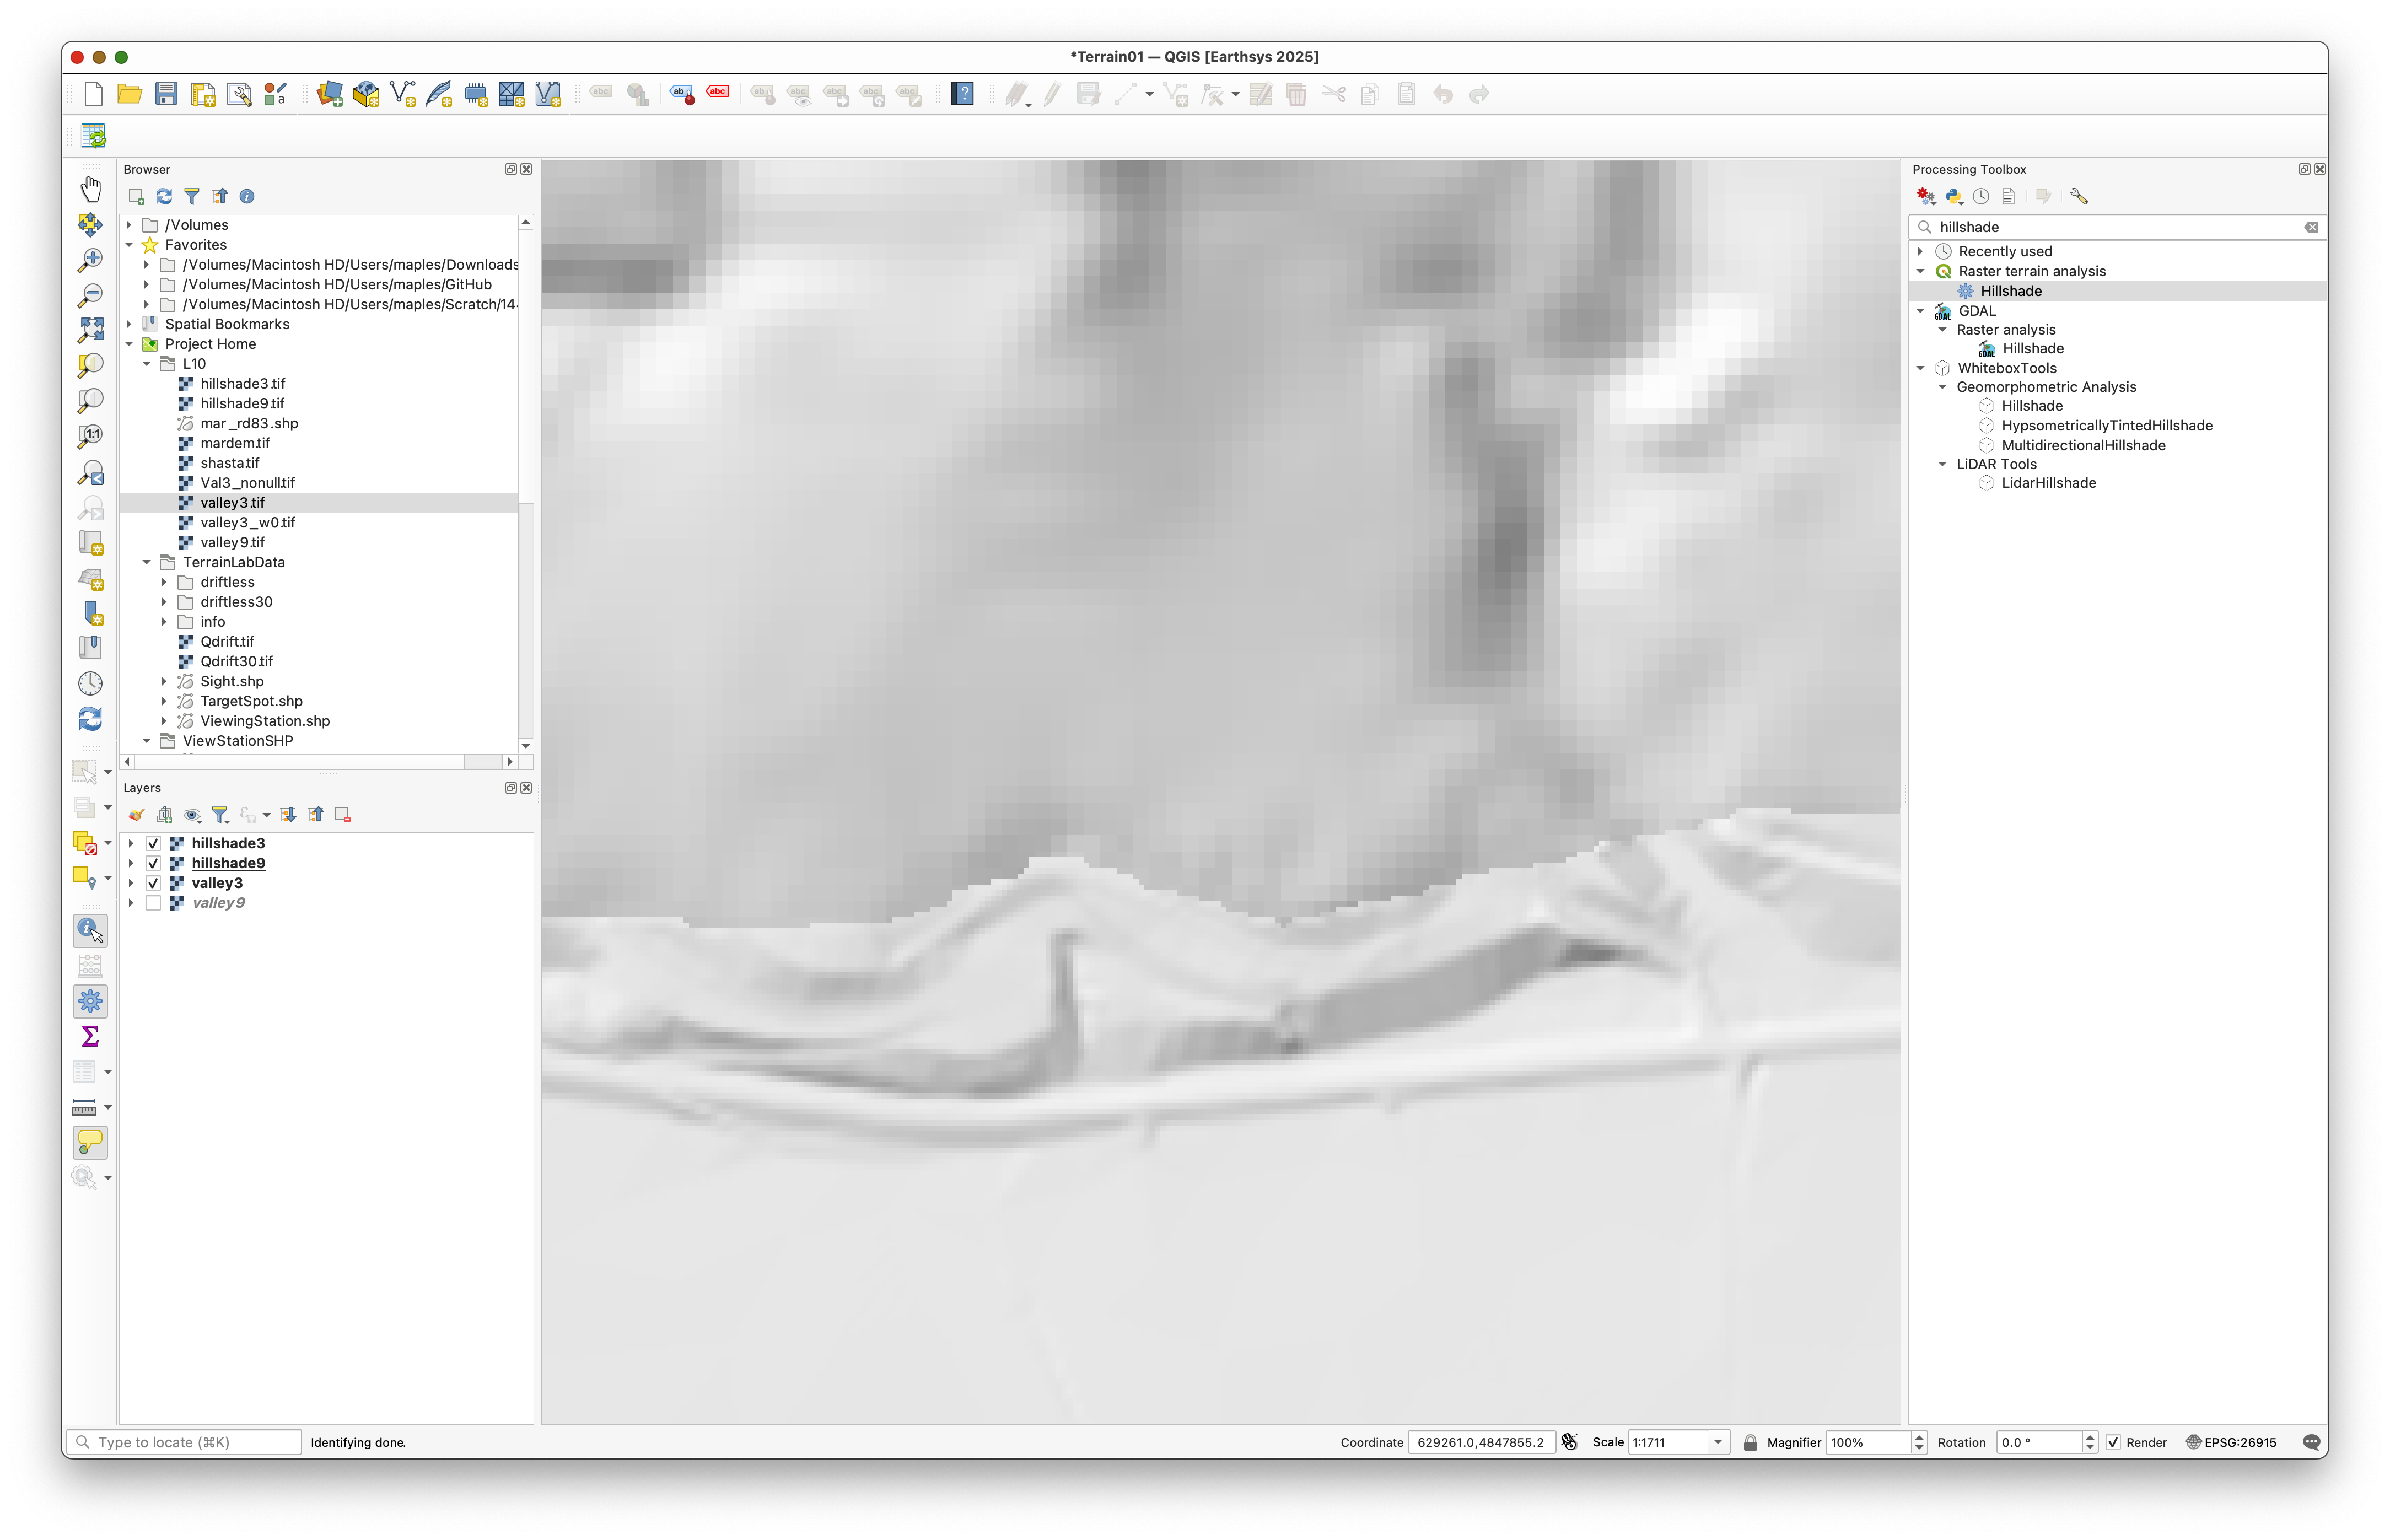 *Terrain01 — QGIS [Earthsys 2025]
Browser
/Volumes
Favorites
/Volumes/Macintosh HD/Users/maples/Downloads
/Volumes/Macintosh HD/Users/maples/GitHub
/Volumes/Macintosh HD/Users/maples/Scratch/14
Spatial Bookmarks
Project Home
L10
hillshade3.tif
hillshade9.tif
mar_rd83.shp
mardem.tif
shasta.tif
Val3_nonull.tif
valley3.tif
valley3_w0.tif
valley9.tif
TerrainLabData
driftless
driftless30
info
Qdrift.tif
Qdrift30.tif
Sight.shp
TargetSpot.shp
ViewingStation.shp
ViewStationSHP
Layers
hillshade3
hillshade9
valley3
valley9
Processing Toolbox
hillshade
Recently used
Raster terrain analysis
Hillshade
GDAL
Raster analysis
Hillshade
WhiteboxTools
Geomorphometric Analysis
Hillshade
HypsometricallyTintedHillshade
MultidirectionalHillshade
LiDAR Tools
LidarHillshade
Type to locate (⌘K) Identifying done. Coordinate 629261.0,4847855.2 Scale 1:1711 Magnifier 100% Rotation 0.0 ° Render EPSG:26915